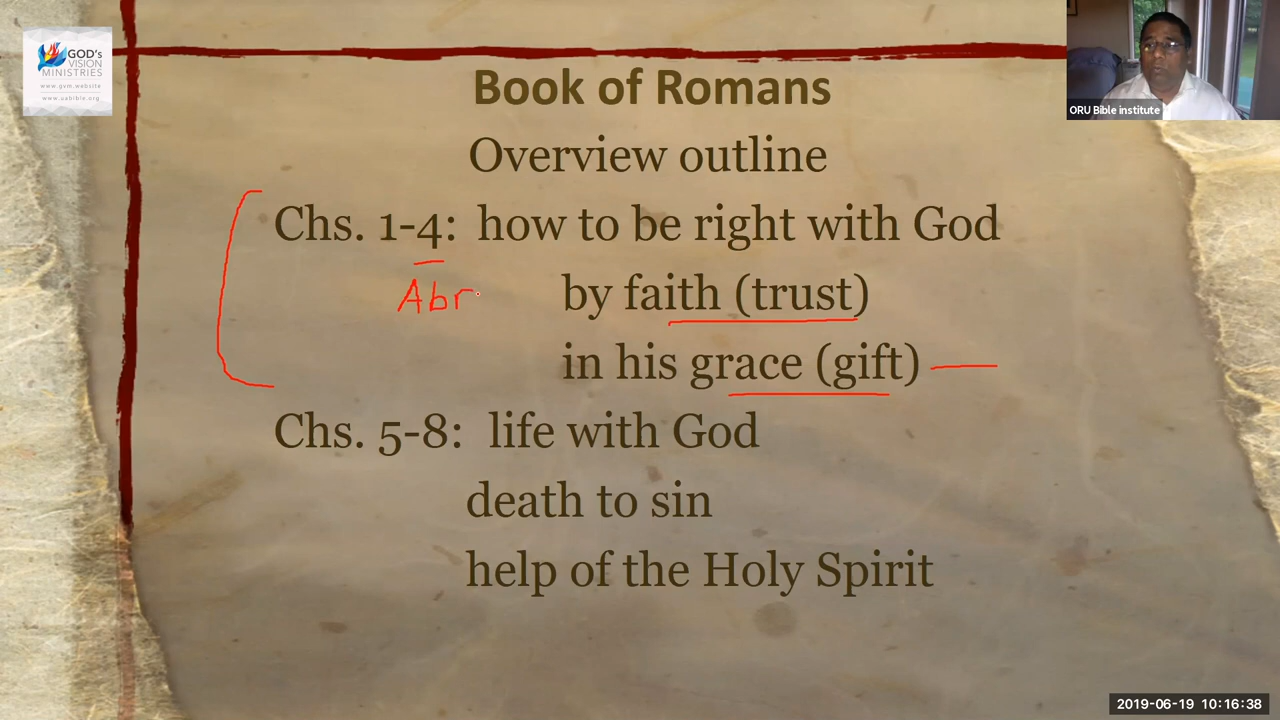 GOD's
VISION
MINISTRIES
www.gvm.website
www.usbible.org
ORU Bible institute
Book of Romans
Overview outline
Chs. 1-4: how to be right with God
Abr
by faith (trust)
in his grace (gift)
Chs. 5-8: life with God
death to sin
help of the Holy Spirit
2019-06-19 10:16:38